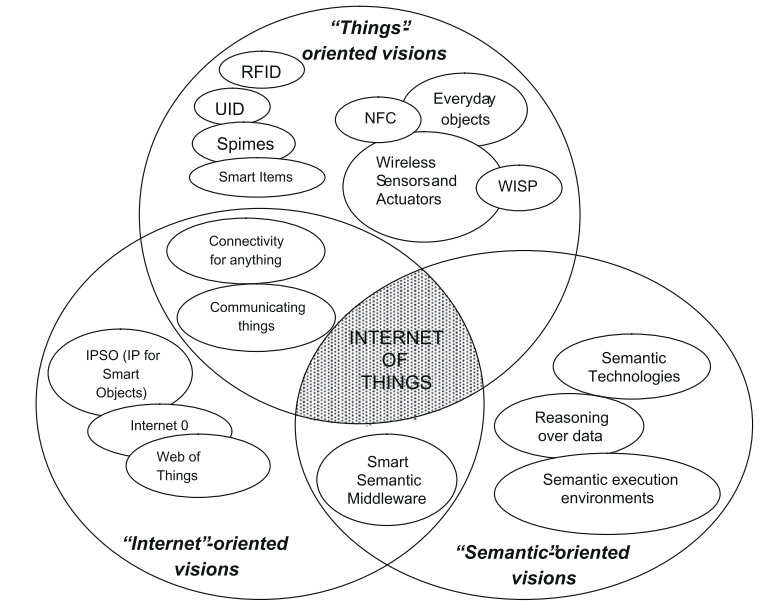 “Things”-
oriented visions
RFID
UID
Spimes
Smart Items
NFC
Everyday
objects
Wireless
Sensors and
Actuators
WISP
Connectivity
for anything
Communicating
things
INTERNET
OF
THINGS
IPSO (IP for
Smart
Objects)
Internet 0
Web of
Things
Semantic
Technologies
Reasoning
over data
Semantic execution
environments
Smart
Semantic
Middleware
“Internet”-oriented
visions
“Semantic”-oriented
visions